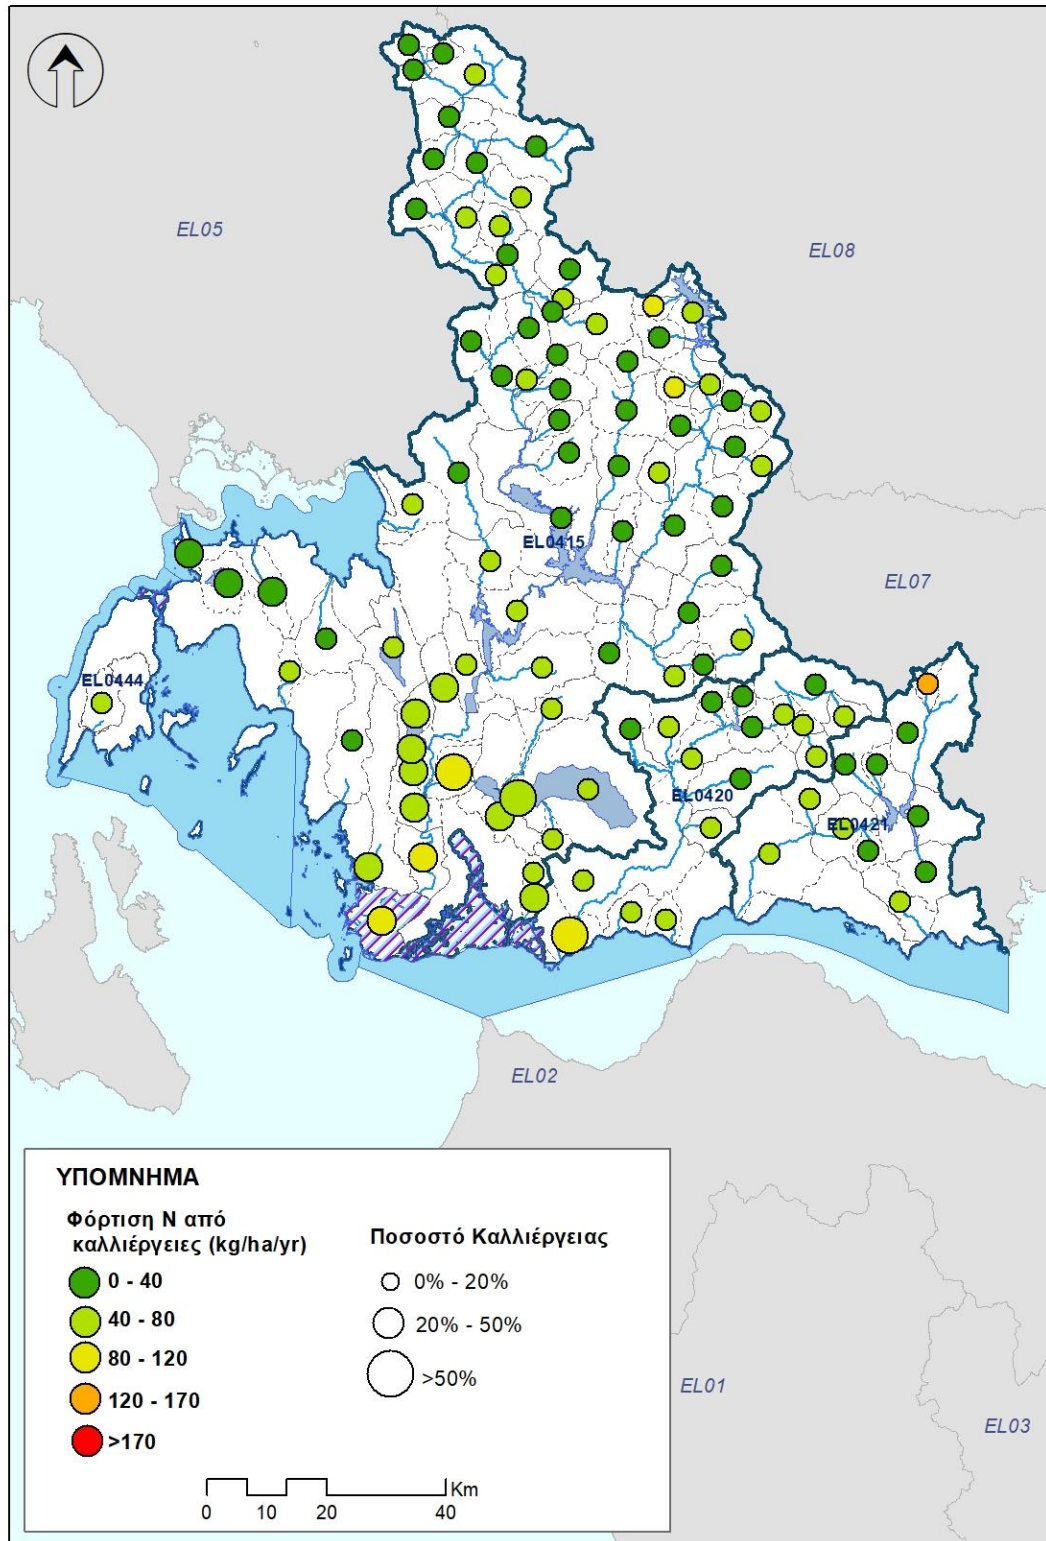 EL05
EL08
EL0415
EL07
EL0444
EL0420
EL0421
EL02
ΥΠΟΜΝΗΜΑ
Φόρτιση Ν από
καλλιέργειες (kg/ha/yr)
0 - 40
40 - 80
80 - 120
120 - 170
>170
Ποσοστό Καλλιέργειας
0% - 20%
20% - 50%
>50%
Km
0 10 20 40
EL01
EL03